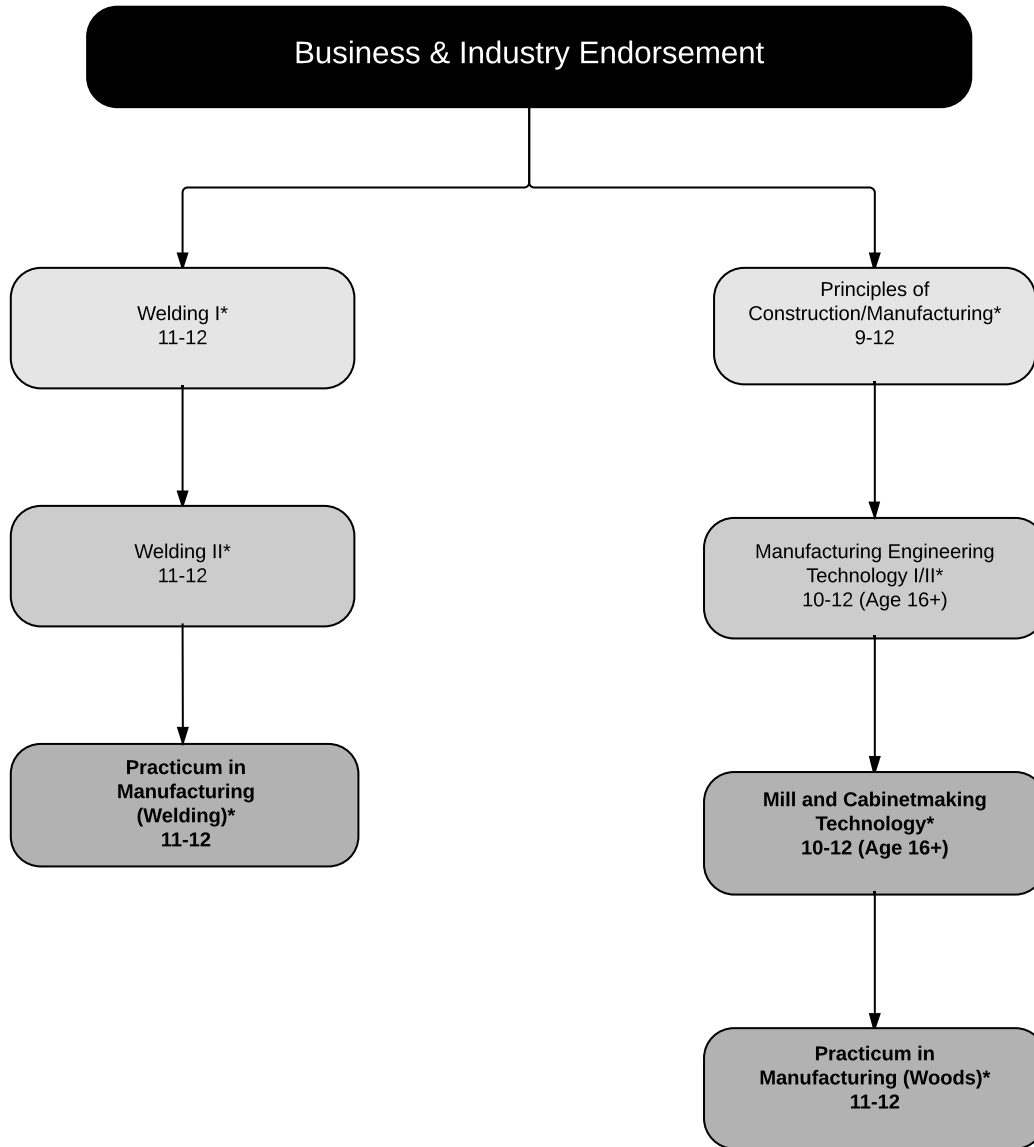 Business & Industry Endorsement
Welding I*
11-12
Principles of
Construction/Manufacturing*
9-12
Welding II*
11-12
Manufacturing Engineering
Technology I/II*
10-12 (Age 16+)
Practicum in
Manufacturing
(Welding)*
11-12
Mill and Cabinetmaking
Technology*
10-12 (Age 16+)
Practicum in
Manufacturing (Woods)*
11-12